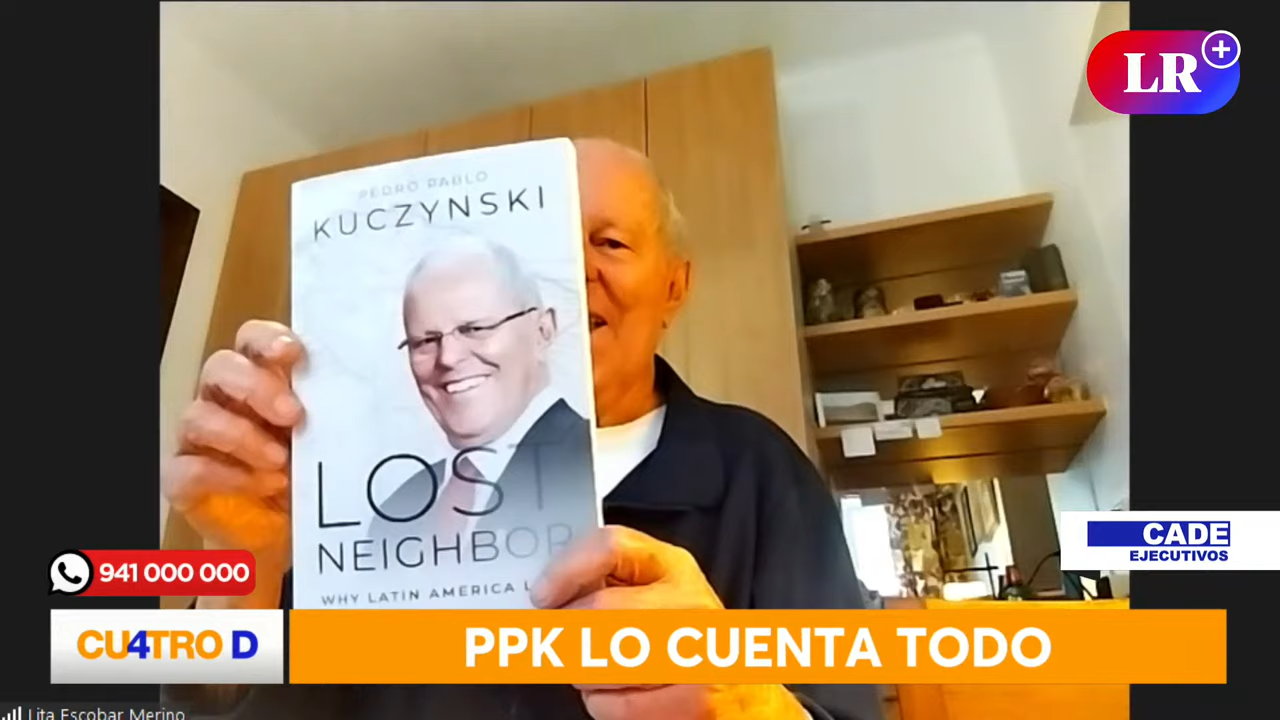 LR+
PEDRO PABLO
KUCZYNSKI
LOST
NEIGHBOR
WHY LATIN AMERICA
CADE
EJECUTIVOS
941 000 000
CU4TRO D
PPK LO CUENTA TODO
Lita Escobar Merino